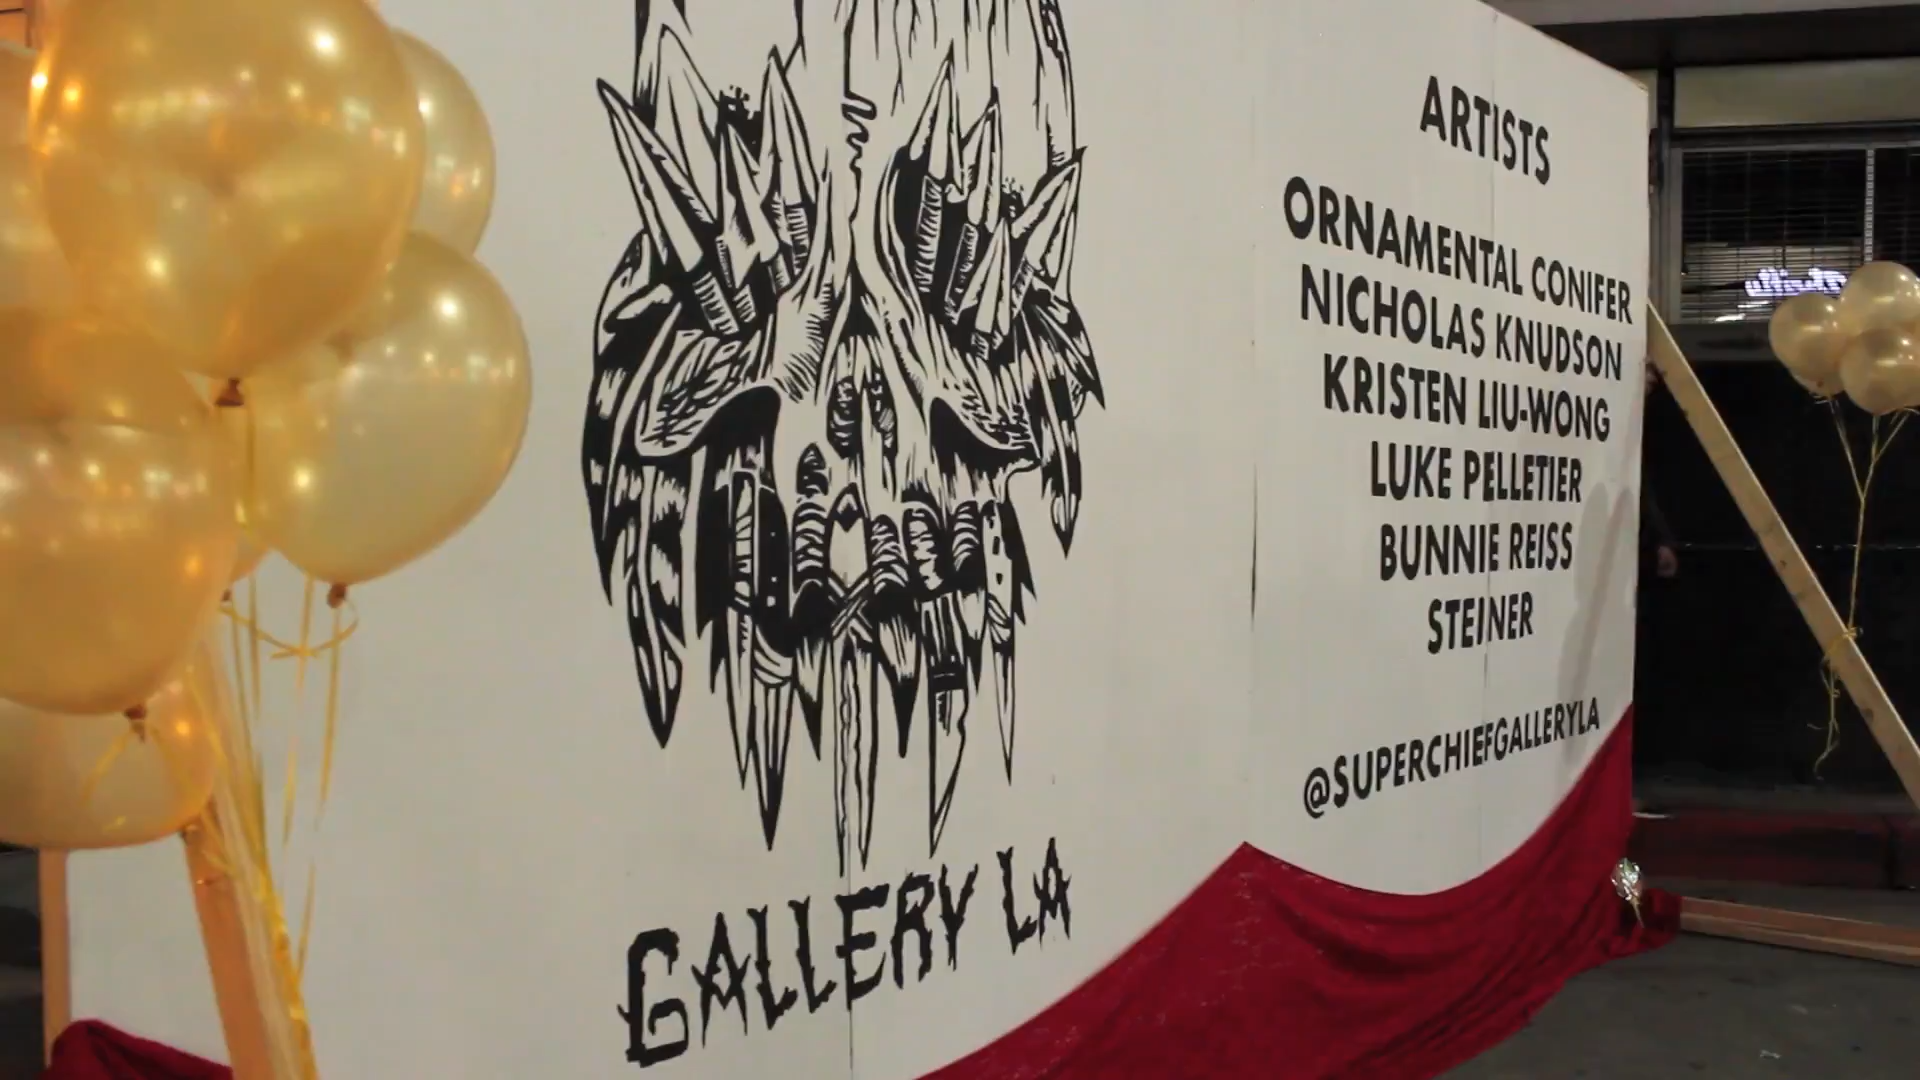 GALLERY LA
ARTISTS
ORNAMENTAL CONIFER
NICHOLAS KNUDSON
KRISTEN LIU-WONG
LUKE PELLETIER
BUNNIE REISS
STEINER
@SUPERCHIEFGALLERYLA